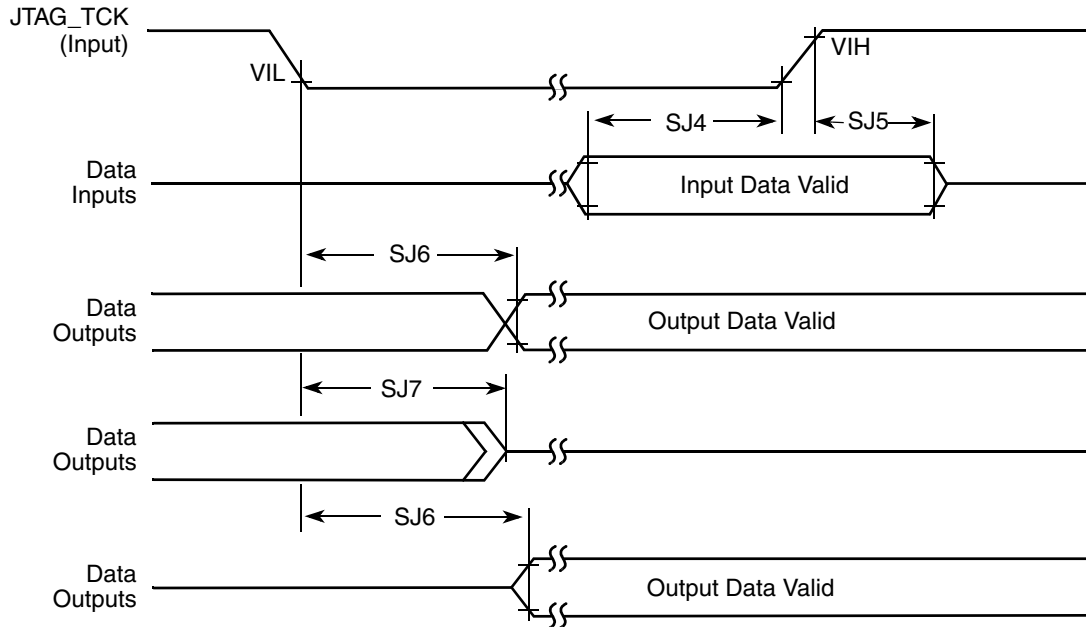 JTAG_TCK
(Input)
VIL
VIH
SJ4
SJ5
Data
Inputs
Input Data Valid
SJ6
Data
Outputs
Output Data Valid
SJ7
Data
Outputs
SJ6
Data
Outputs
Output Data Valid